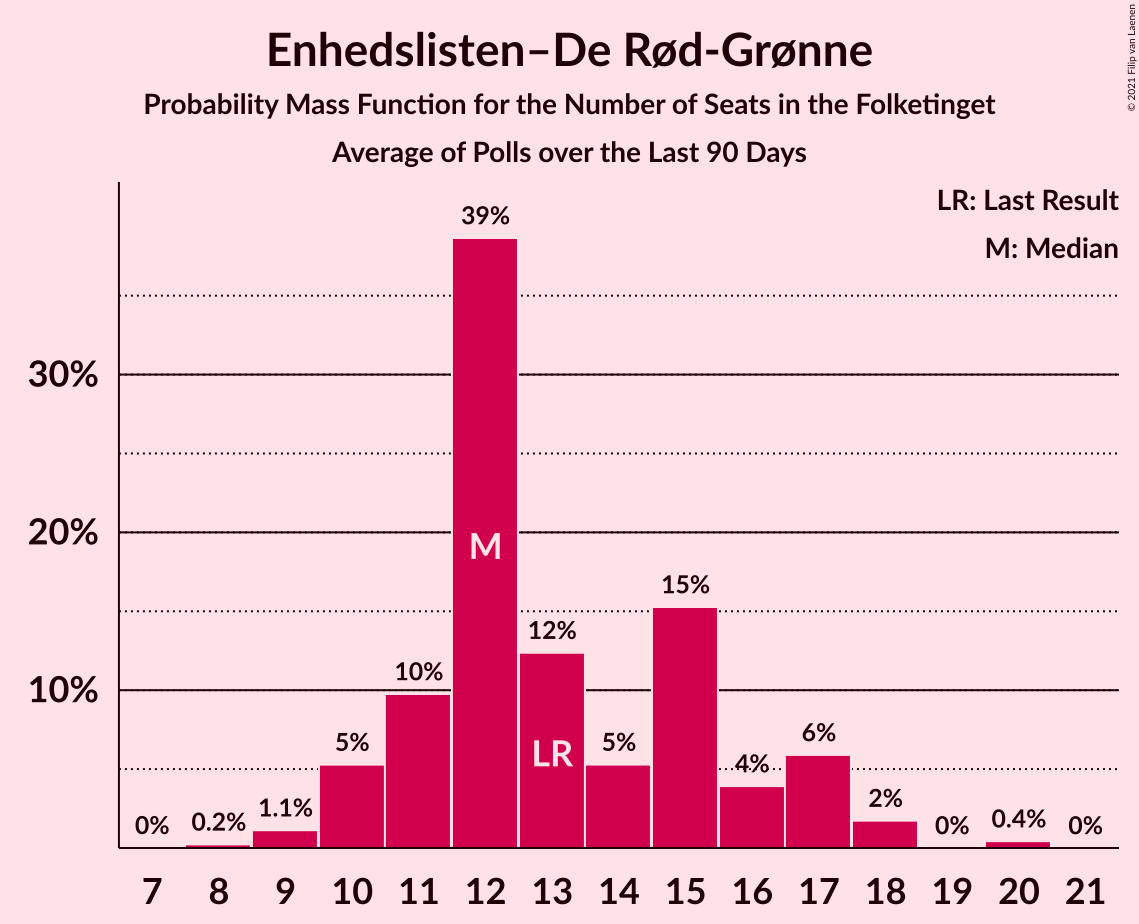 Enhedslisten–De Rød-Grønne
Probability Mass Function for the Number of Seats in the Folketinget
Average of Polls over the Last 90 Days
© 2021 Filip van Laenen
LR: Last Result
M: Median
39%
30%
M
20%
15%
12%
10%
10%
6%
5%
LR
5%
4%
2%
1.1%
0.4%
0.2%
0%
0%
0%
7 8 9 10 11 12 13 14 15 16 17 18 19 20 21